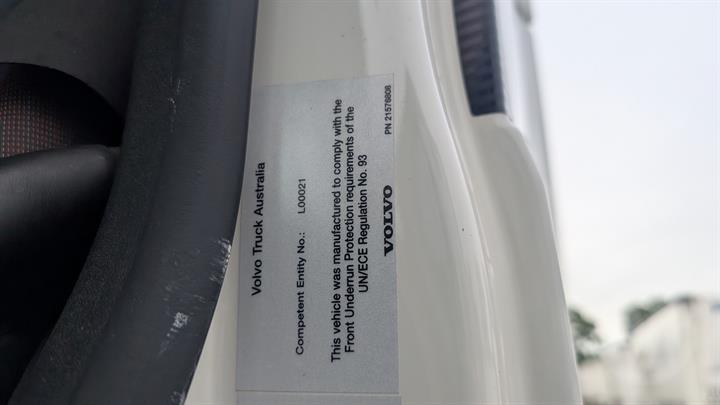 Volvo Truck Australia
Competent Entity No.: L00021
This vehicle was manufactured to comply with the
Front Underrun Protection requirements of the
UN/ECE Regulation No. 93
VOLVO
PN 21576808